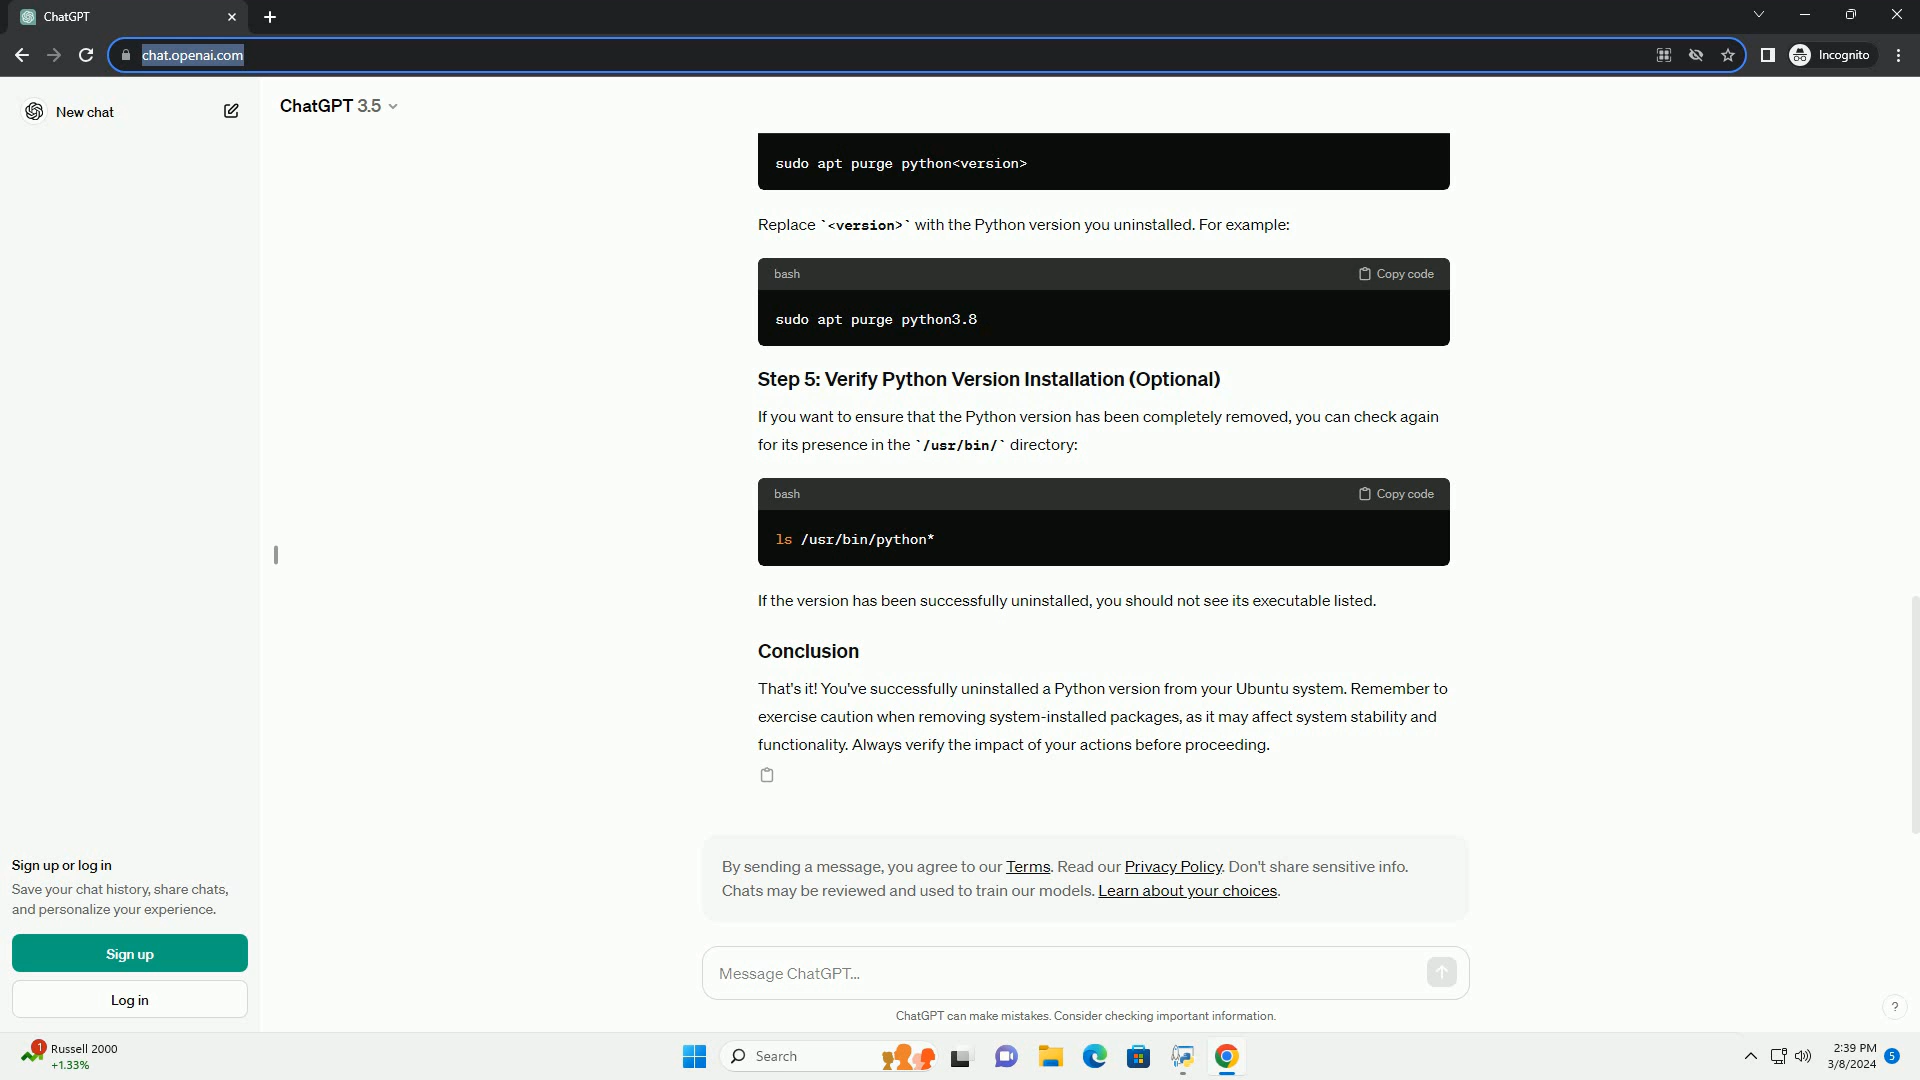 ChatGPT
chat.openai.com
Incognito
New chat
ChatGPT 3.5
sudo apt purge python<version>
Replace `<version>` with the Python version you uninstalled. For example:
bash
Copy code
sudo apt purge python3.8
Step 5: Verify Python Version Installation (Optional)
If you want to ensure that the Python version has been completely removed, you can check again
for its presence in the `/usr/bin/` directory:
bash
Copy code
ls /usr/bin/python*
If the version has been successfully uninstalled, you should not see its executable listed.
Conclusion
That's it! You've successfully uninstalled a Python version from your Ubuntu system. Remember to
exercise caution when removing system-installed packages, as it may affect system stability and
functionality. Always verify the impact of your actions before proceeding.
By sending a message, you agree to our Terms. Read our Privacy Policy. Don't share sensitive info.
Chats may be reviewed and used to train our models. Learn about your choices.
Sign up or log in
Save your chat history, share chats,
and personalize your experience.
Sign up
Log in
Message ChatGPT...
ChatGPT can make mistakes. Consider checking important information.
?
1
Russell 2000
+1.33%
Search
2:39 PM
3/8/2024
5